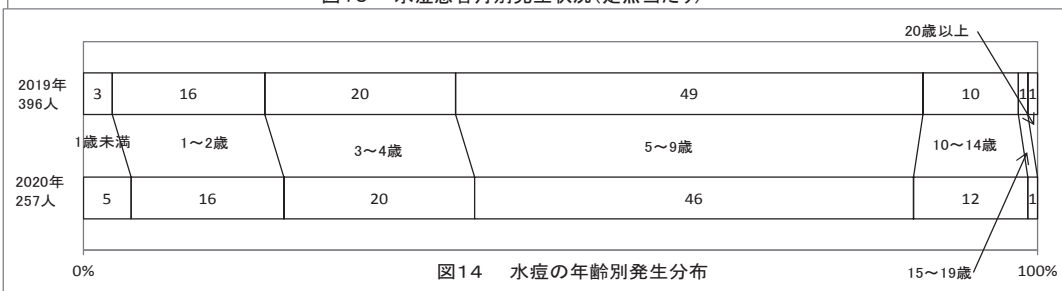 20歳以上
2019年
396人
3 16 20 49 10 1 1
1歳未満 1～2歳 3～4歳 5～9歳 10～14歳
2020年
257人
5 16 20 46 12 1
0% 図14 水痘の年齢別発生分布 15～19歳 100%